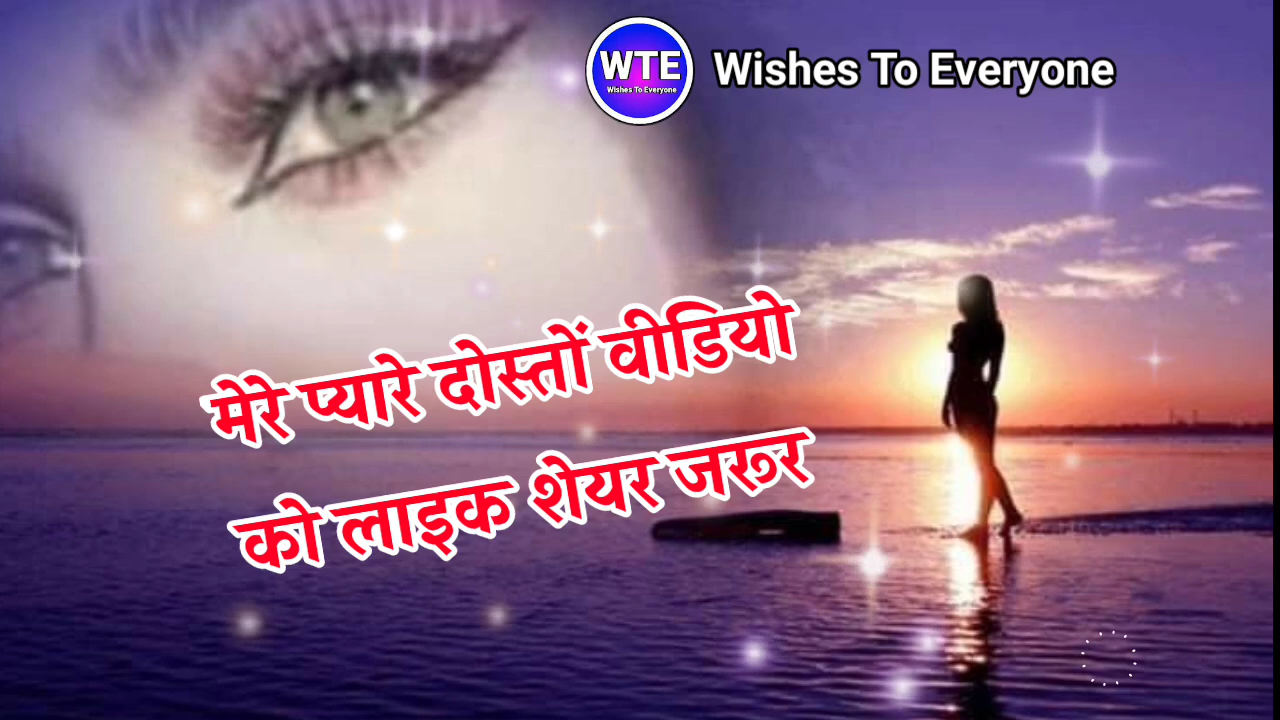 WTE
Wishes To Everyone
Wishes To Everyone
मेरे प्यारे दोस्तों वीडियो
को लाइक शेयर जरूर